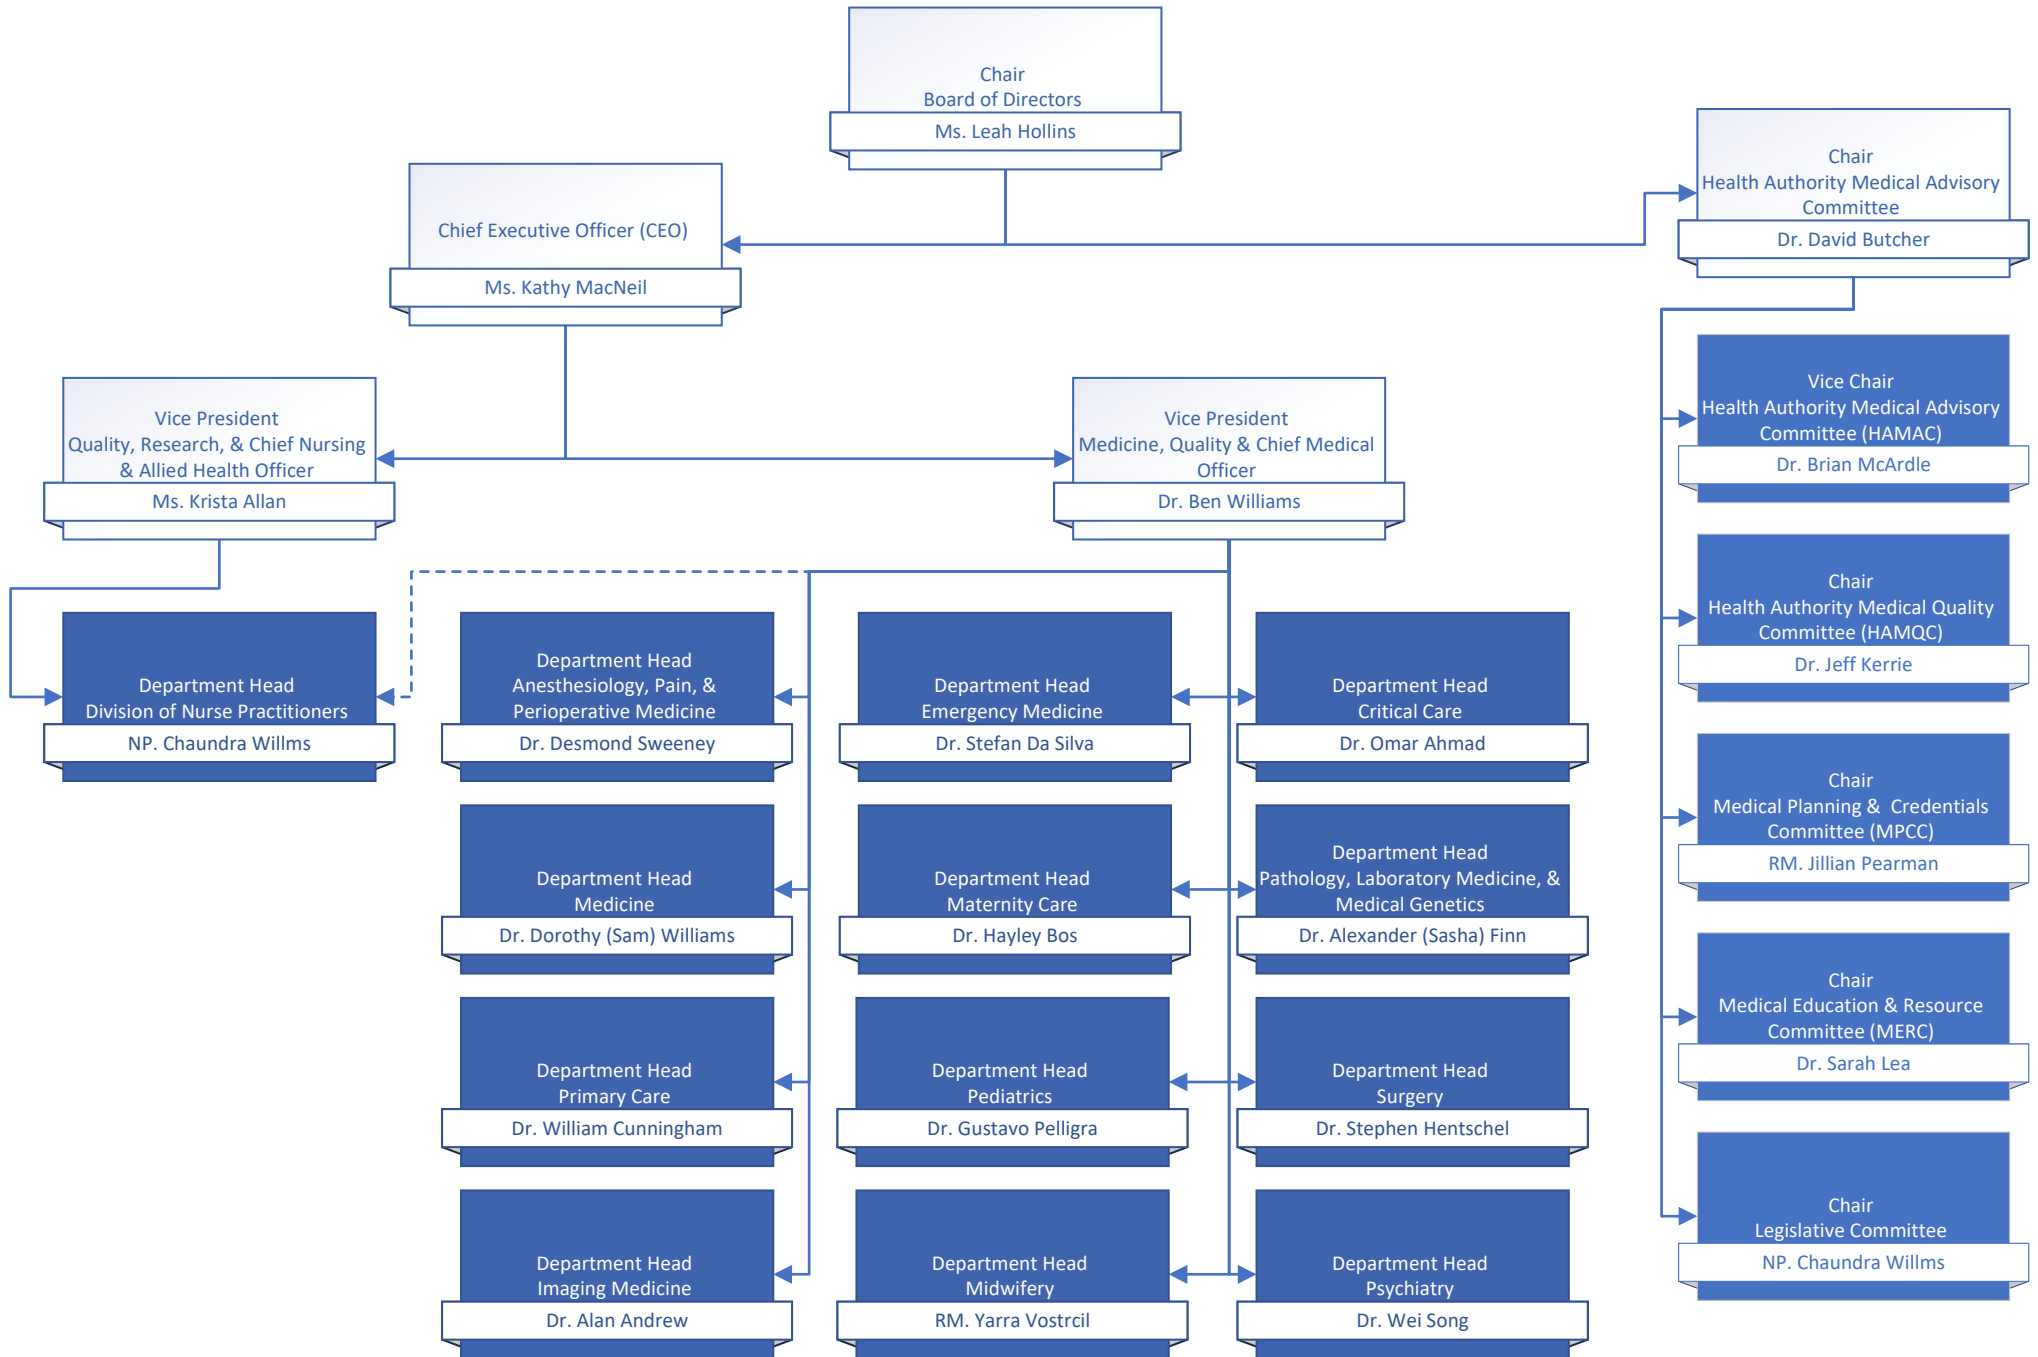 Chair
Board of Directors
Ms. Leah Hollins
Chair
Health Authority Medical Advisory
Committee
Dr. David Butcher
Chief Executive Officer (CEO)
Ms. Kathy MacNeil
Vice President
Quality, Research, & Chief Nursing
& Allied Health Officer
Ms. Krista Allan
Vice President
Medicine, Quality & Chief Medical
Officer
Dr. Ben Williams
Vice Chair
Health Authority Medical Advisory
Committee (HAMAC)
Dr. Brian McArdle
Chair
Health Authority Medical Quality
Committee (HAMQC)
Dr. Jeff Kerrie
Department Head
Division of Nurse Practitioners
NP. Chaundra Willms
Department Head
Anesthesiology, Pain, &
Perioperative Medicine
Dr. Desmond Sweeney
Department Head
Emergency Medicine
Dr. Stefan Da Silva
Department Head
Critical Care
Dr. Omar Ahmad
Chair
Medical Planning &  Credentials
Committee (MPCC)
RM. Jillian Pearman
Department Head
Medicine
Dr. Dorothy (Sam) Williams
Department Head
Maternity Care
Dr. Hayley Bos
Department Head
Pathology, Laboratory Medicine, &
Medical Genetics
Dr. Alexander (Sasha) Finn
Chair
Medical Education & Resource
Committee (MERC)
Dr. Sarah Lea
Department Head
Primary Care
Dr. William Cunningham
Department Head
Pediatrics
Dr. Gustavo Pelligra
Department Head
Surgery
Dr. Stephen Hentschel
Chair
Legislative Committee
NP. Chaundra Willms
Department Head
Imaging Medicine
Dr. Alan Andrew
Department Head
Midwifery
RM. Yarra Vostrcil
Department Head
Psychiatry
Dr. Wei Song